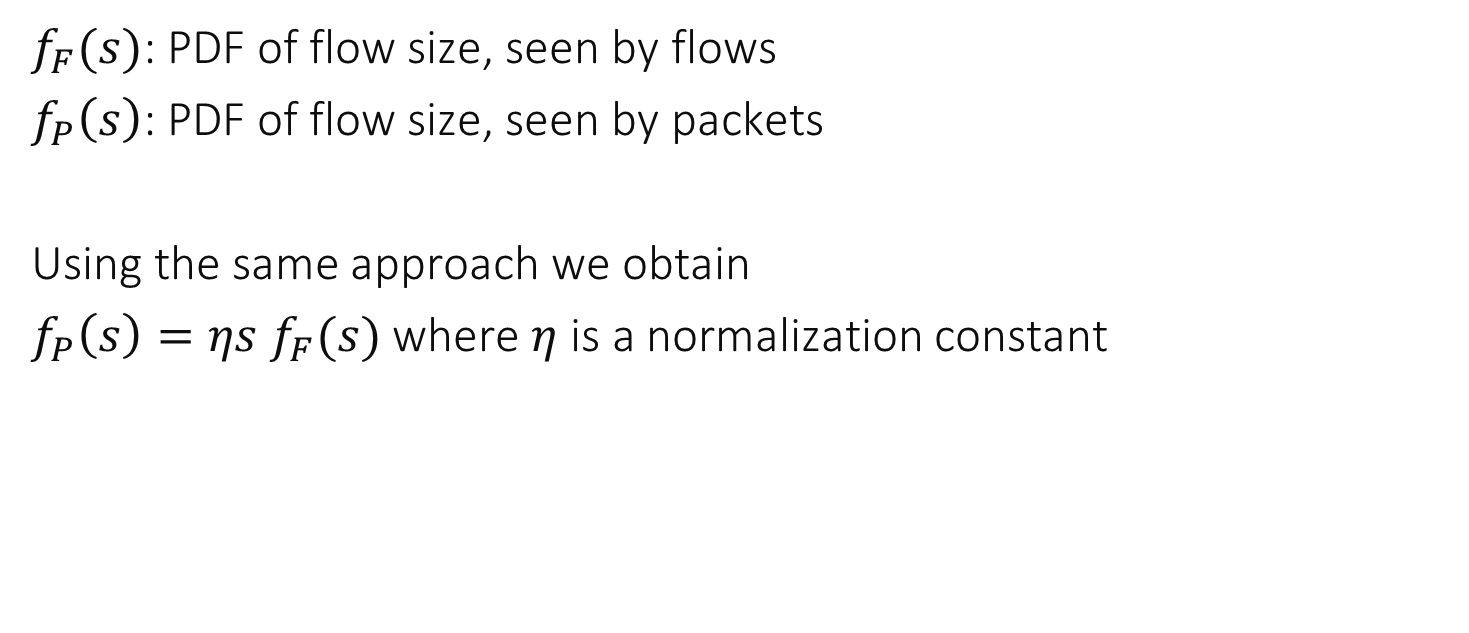 f_F(s): PDF of flow size, seen by flows
f_P(s): PDF of flow size, seen by packets
Using the same approach we obtain
f_P(s) = ηs f_F(s) where η is a normalization constant